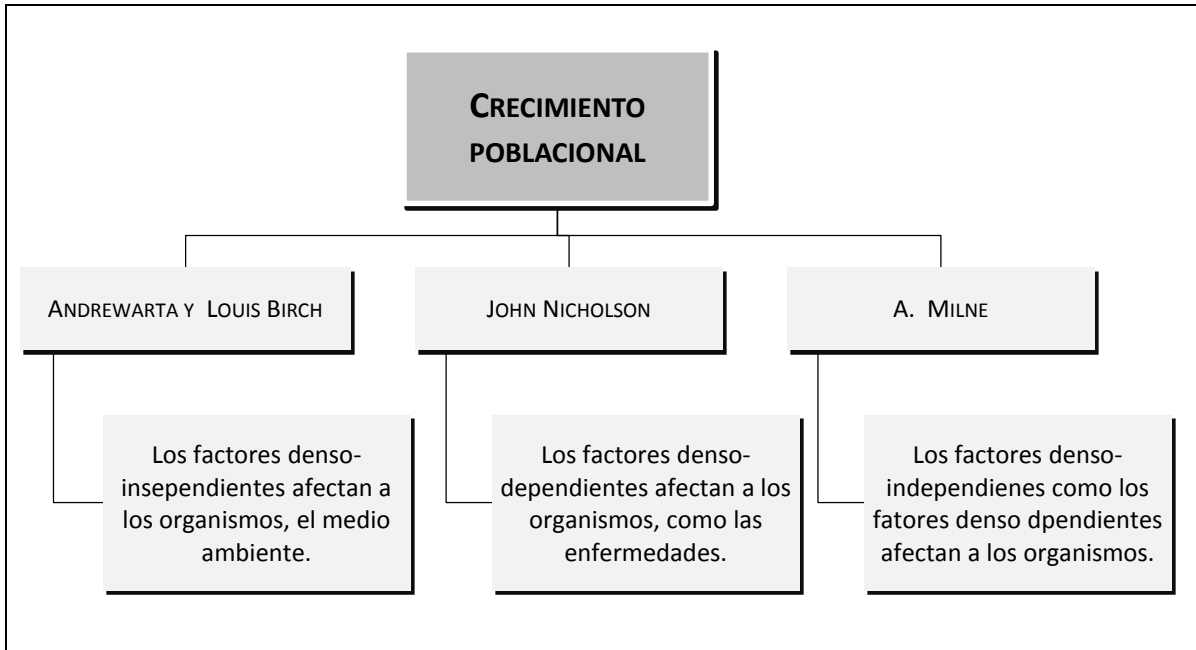 CRECIMIENTO
POBLACIONAL
ANDREWARTA Y LOUIS BIRCH
JOHN NICHOLSON
A. MILNE
Los factores denso-
insependientes afectan a
los organismos, el medio
ambiente.
Los factores denso-
dependientes afectan a los
organismos, como las
enfermedades.
Los factores denso-
independienes como los
fatores denso dpendientes
afectan a los organismos.